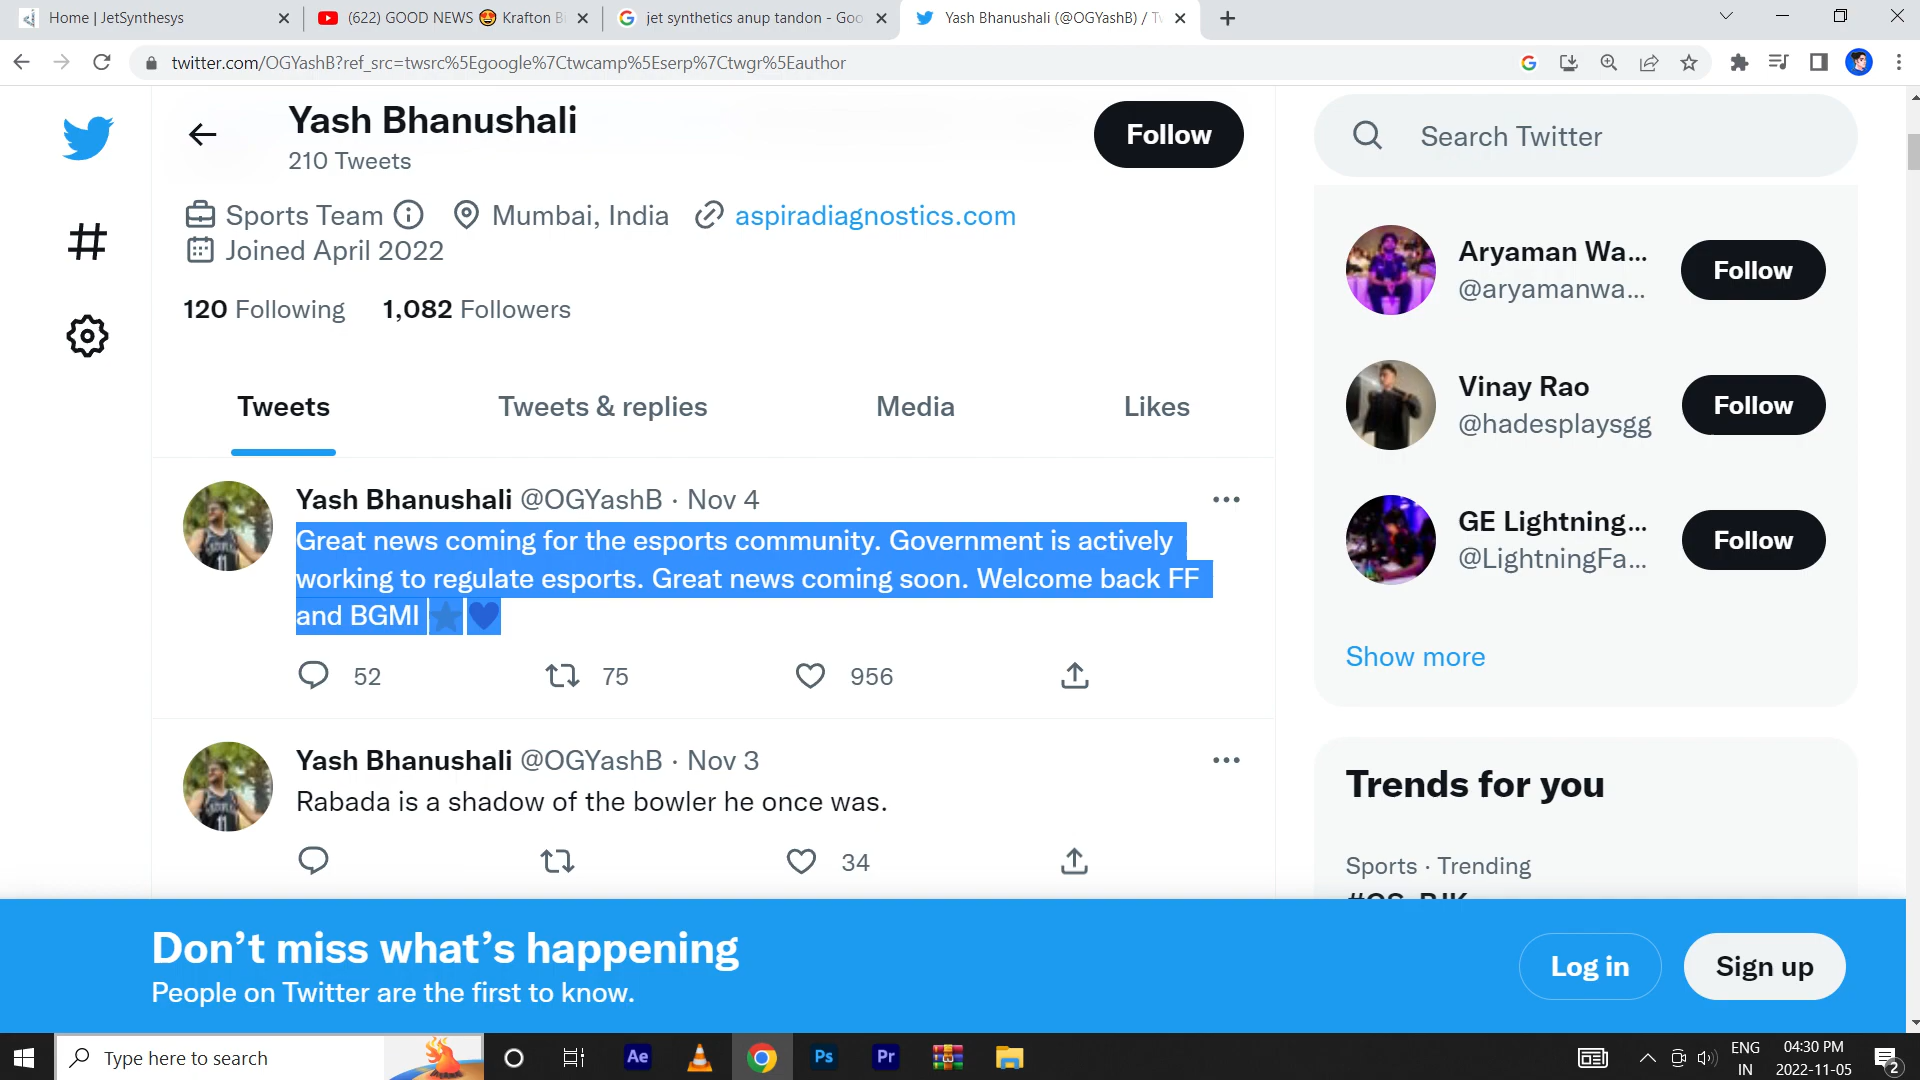 Home | JetSynthesys
(622) GOOD NEWS 😍 Krafton B
jet synthetics anup tandon - Goo
Yash Bhanushali (@OGYashB) / Tw
twitter.com/OGYashB?ref_src=twsrc%5Egoogle%7Ctwcamp%5Eserp%7Ctwgr%5Eauthor
Yash Bhanushali
210 Tweets
Follow
Search Twitter
Sports Team
Mumbai, India
aspiradiagnostics.com
Joined April 2022
120 Following
1,082 Followers
Tweets
Tweets & replies
Media
Likes
Yash Bhanushali @OGYashB · Nov 4
Great news coming for the esports community. Government is actively
working to regulate esports. Great news coming soon. Welcome back FF
and BGMI ⭐💙
52
75
956
Yash Bhanushali @OGYashB · Nov 3
Rabada is a shadow of the bowler he once was.
34
Aryaman Wa...
@aryamanwa...
Follow
Vinay Rao
@hadesplaysgg
Follow
GE Lightning...
@LightningFa...
Follow
Show more
Trends for you
Sports · Trending
Don’t miss what’s happening
People on Twitter are the first to know.
Log in
Sign up
Type here to search
Ae
Ps
Pr
ENG
IN
04:30 PM
2022-11-05
2